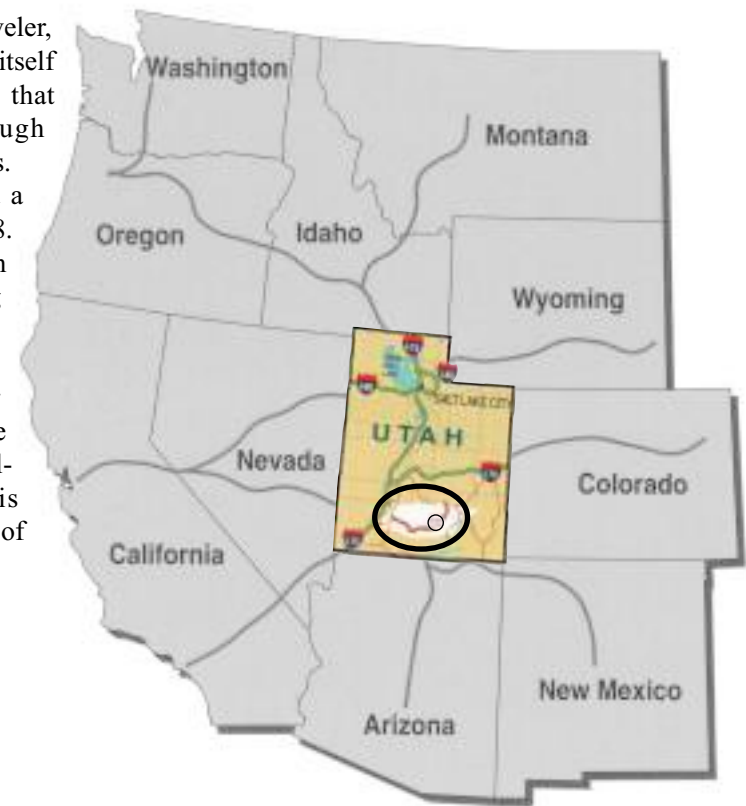 veler,
itself
that
ugh
s.
a
8.
n
e
l-
is
of
Washington
Montana
Oregon
Idaho
Wyoming
SALT LAKE CITY
UTAH
Nevada
Colorado
California
New Mexico
Arizona